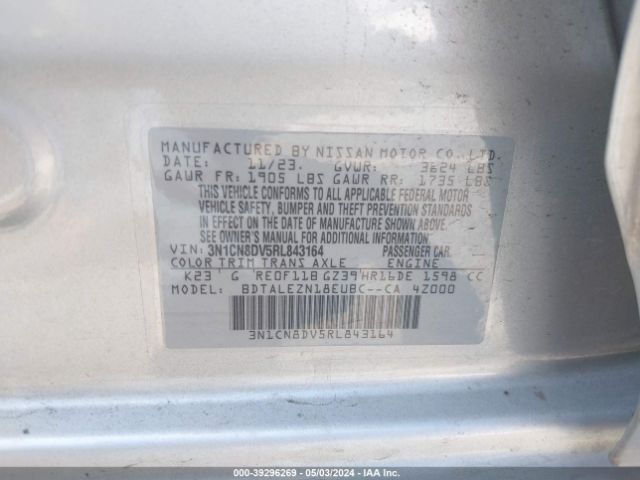 MANUFACTURED BY NISSAN MOTOR CO., LTD.
DATE: 11/23. GVWR: 3624 LBS
GAWR FR: 1905 LBS GAWR RR: 1735 LBS
THIS VEHICLE CONFORMS TO ALL APPLICABLE FEDERAL MOTOR
VEHICLE SAFETY, BUMPER AND THEFT PREVENTION STANDARDS
IN EFFECT ON THE DATE OF MANUFACTURE SHOWN ABOVE.
SEE OWNER'S MANUAL FOR ADDITIONAL INFORMATION
VIN: 3N1CN8DV5RL843164 PASSENGER CAR
COLOR TRIM TRANS AXLE ENGINE
K23 G RE0F11B GZ39 HR16DE 1598 CC
MODEL: BDTALEZN18EUBC--CA 4Z000
3N1CN8DV5RL843164
000-39296269 - 05/03/2024 - IAA Inc.